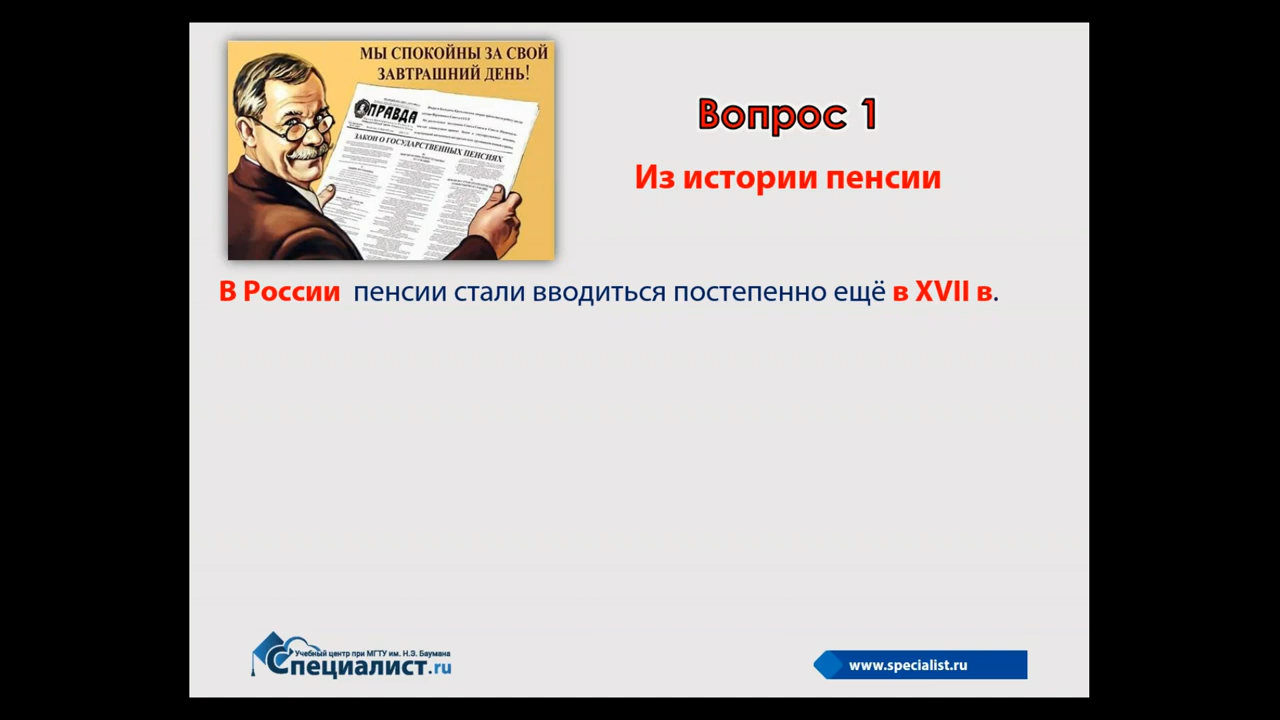 МЫ СПОКОЙНЫ ЗА СВОЙ
ЗАВТРАШНИЙ ДЕНЬ!
ПРАВДА
ЗАКОН О ГОСУДАРСТВЕННЫХ ПЕНСИЯХ
Вопрос 1
Из истории пенсии
В России пенсии стали вводиться постепенно ещё в XVII в.
Учебный центр при МГТУ им. Н.Э. Баумана
Специалист.ru
www.specialist.ru